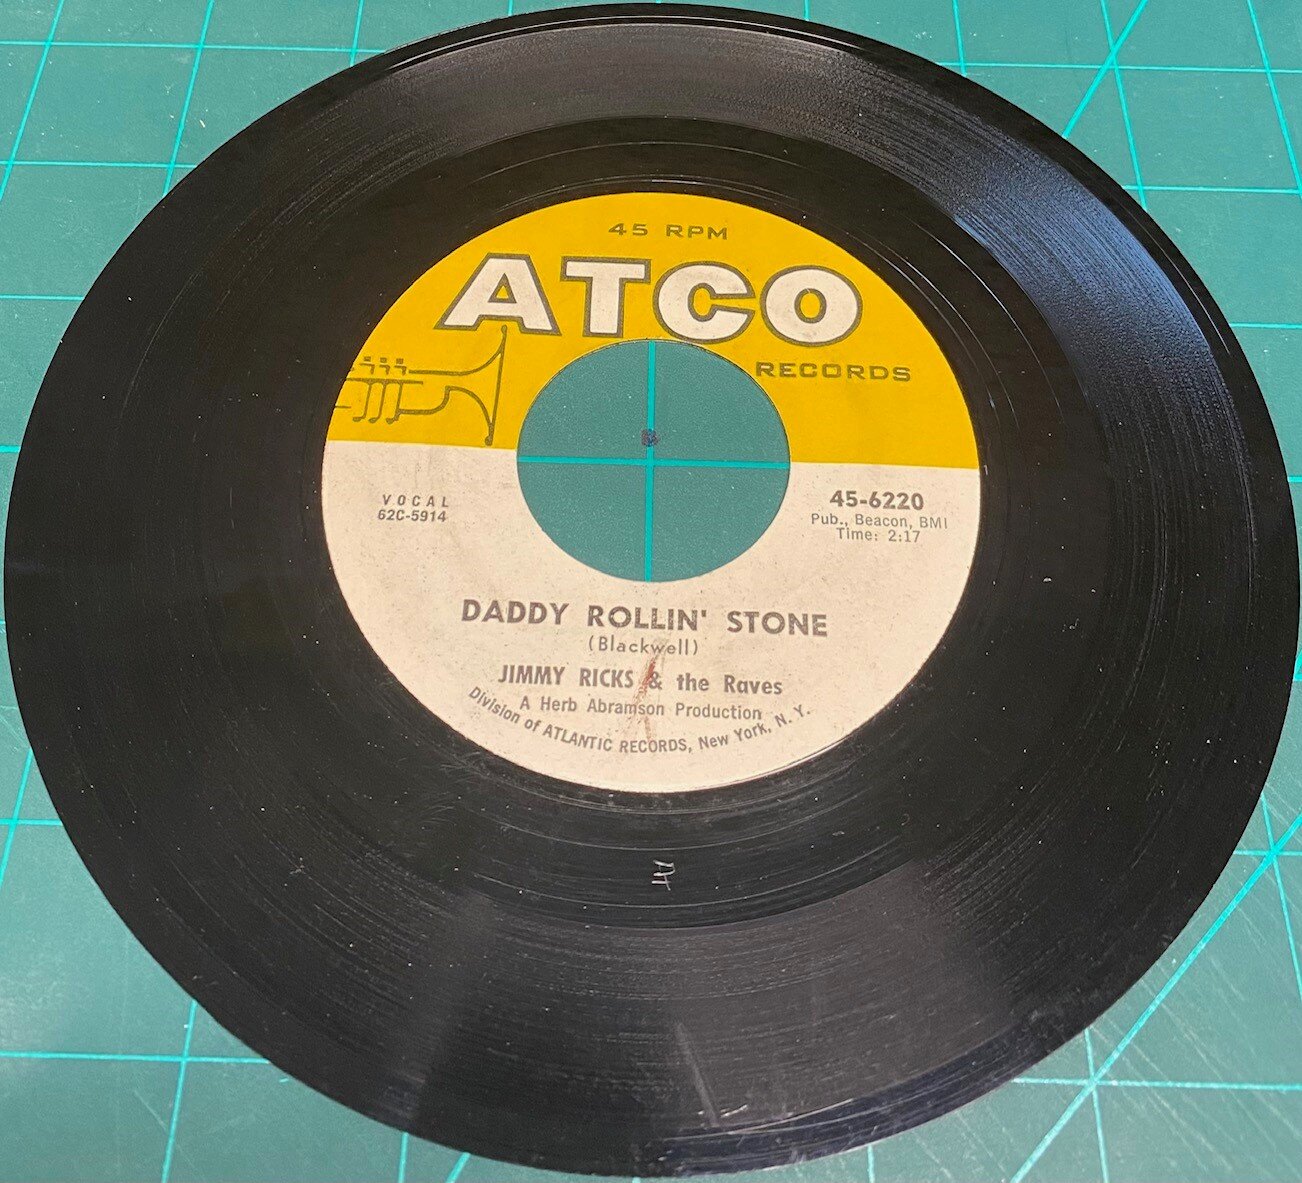 45 RPM
ATCO
RECORDS
VOCAL
62C-5914
45-6220
Pub., Beacon, BMI
Time: 2:17
DADDY ROLLIN' STONE
(Blackwell)
JIMMY RICKS & the Raves
A Herb Abramson Production
Division of ATLANTIC RECORDS, New York, N. Y.